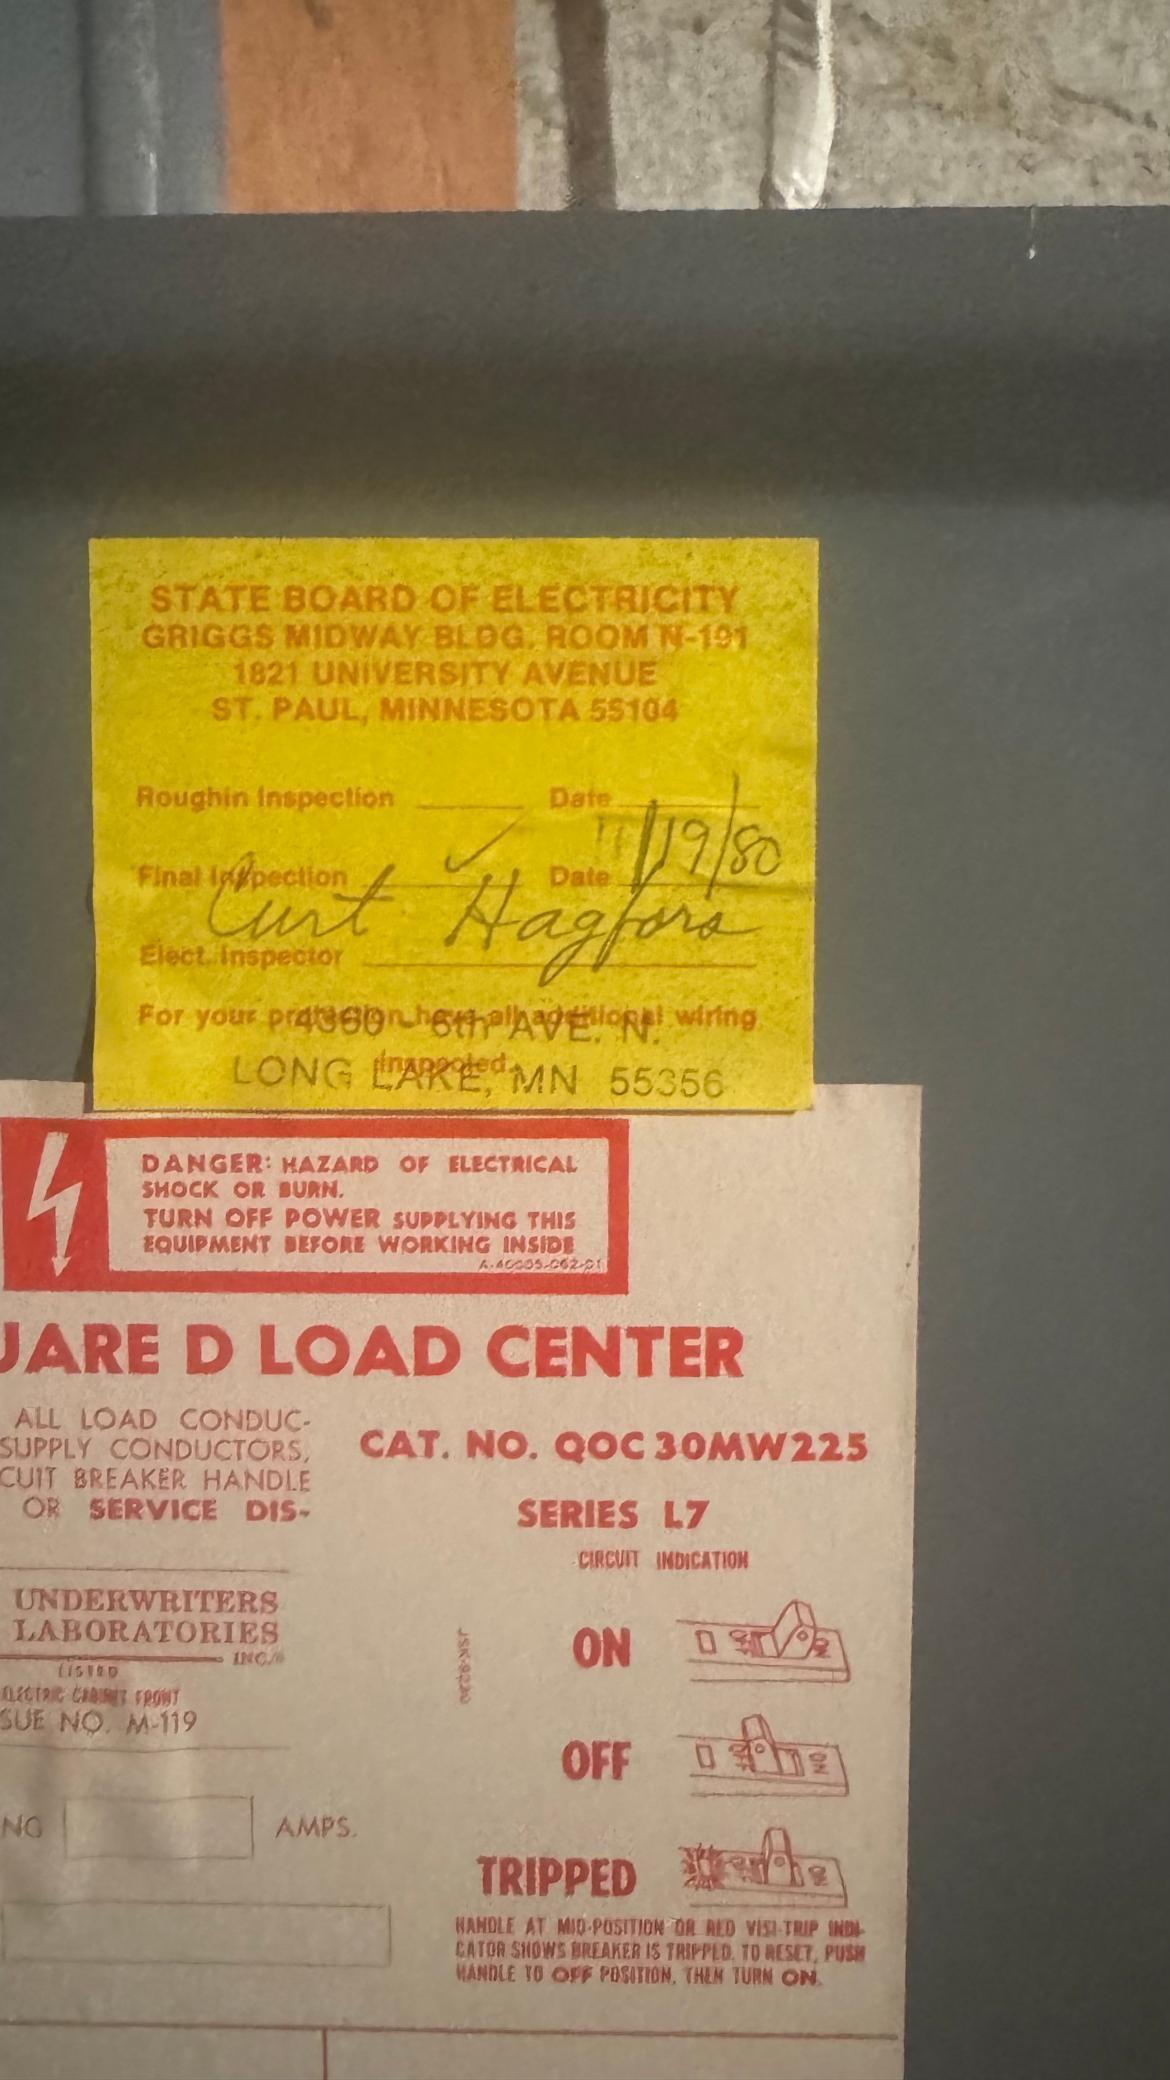 STATE BOARD OF ELECTRICITY
GRIGGS MIDWAY BLDG. ROOM N-191
1821 UNIVERSITY AVENUE
ST. PAUL, MINNESOTA 55104
Roughin Inspection Date
Final Inspection ✓ Date 11/19/80
Curt Hagfors
Elect. Inspector
For your protection have all additional wiring
inspected.
4360 - 6th AVE. N.
LONG LAKE, MN 55356
DANGER: HAZARD OF ELECTRICAL
SHOCK OR BURN.
TURN OFF POWER SUPPLYING THIS
EQUIPMENT BEFORE WORKING INSIDE
UARE D LOAD CENTER
ALL LOAD CONDUC-
SUPPLY CONDUCTORS,
CUIT BREAKER HANDLE
OR SERVICE DIS-
CAT. NO. QOC30MW225
SERIES L7
CIRCUIT INDICATION
UNDERWRITERS
LABORATORIES
INC.®
LISTED
ELECTRIC CABINET FRONT
SUE NO. M-119
NG AMPS.
ON
OFF
TRIPPED
HANDLE AT MID-POSITION OR RED VISI-TRIP INDI-
CATOR SHOWS BREAKER IS TRIPPED. TO RESET, PUSH
HANDLE TO OFF POSITION, THEN TURN ON.